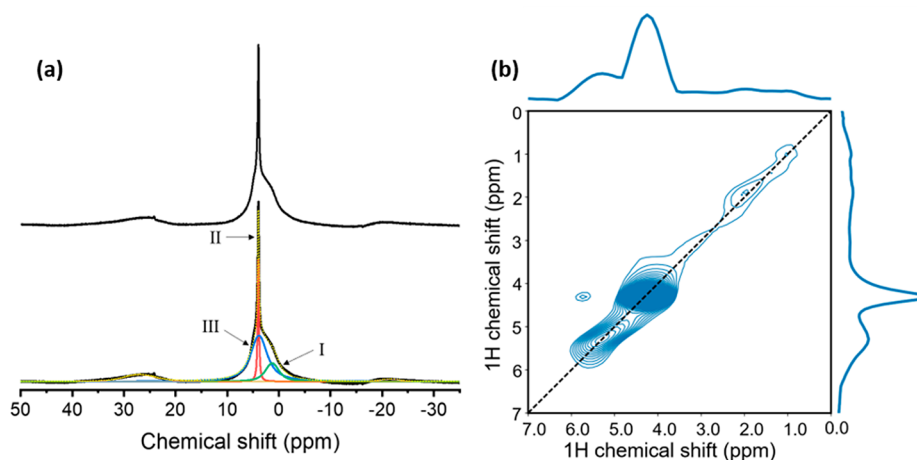 (a)
II
III
I
50 40 30 20 10 0 -10 -20 -30
Chemical shift (ppm)
(b)
0
1
2
3
4
5
6
7
1H chemical shift (ppm)
7.0 6.0 5.0 4.0 3.0 2.0 1.0 0.0
1H chemical shift (ppm)